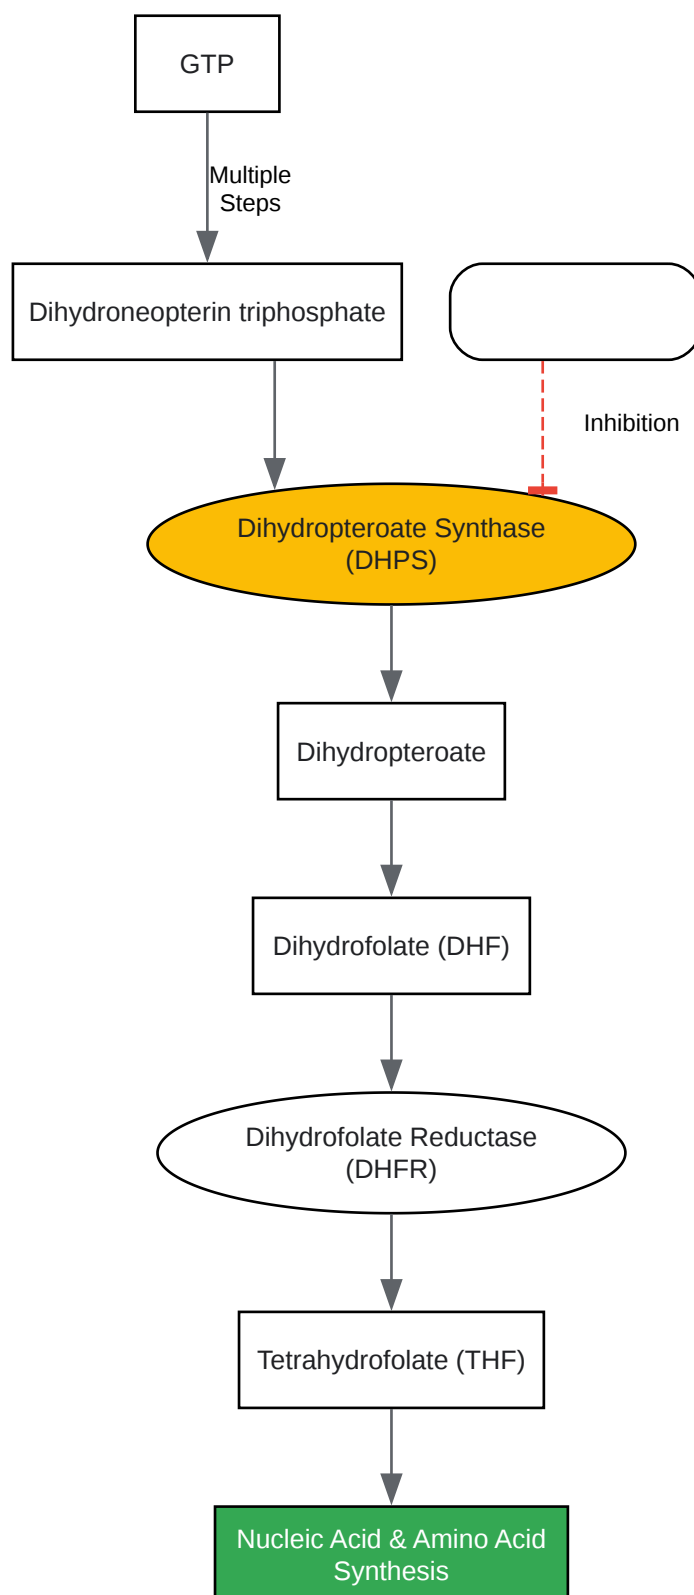 GTP
Multiple
Steps
Dihydroneopterin triphosphate
Inhibition
Dihydropteroate Synthase
(DHPS)
Dihydropteroate
Dihydrofolate (DHF)
Dihydrofolate Reductase
(DHFR)
Tetrahydrofolate (THF)
Nucleic Acid & Amino Acid
Synthesis